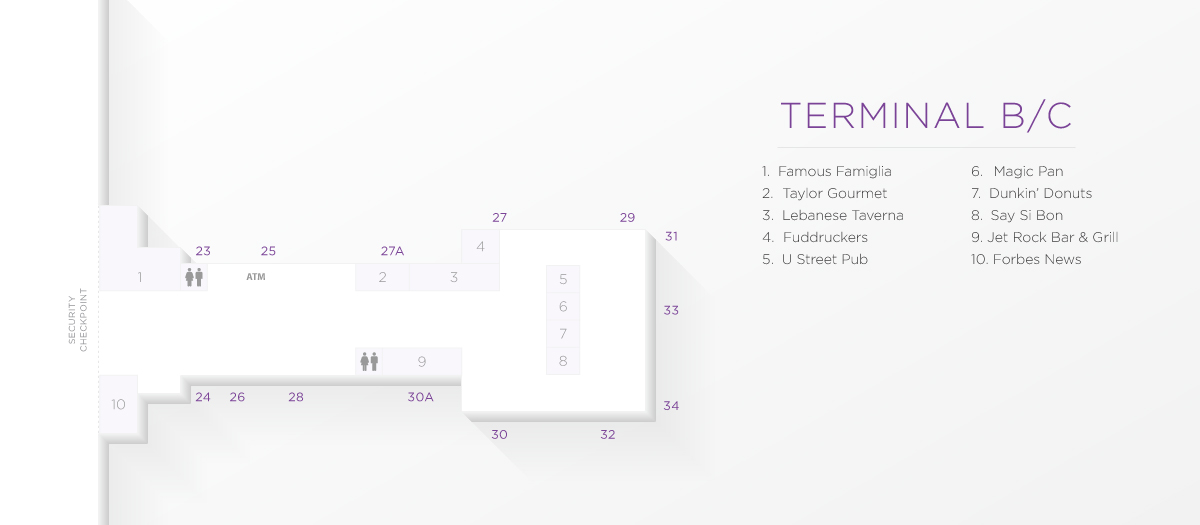 TERMINAL B/C
1. Famous Famiglia
2. Taylor Gourmet
3. Lebanese Taverna
4. Fuddruckers
5. U Street Pub
6. Magic Pan
7. Dunkin' Donuts
8. Say Si Bon
9. Jet Rock Bar & Grill
10. Forbes News
27 29
31
23 25 27A
4
1 ATM 2 3 5
6
SECURITY
CHECKPOINT
33
7
9 8
10
24 26 28 30A
34
30 32